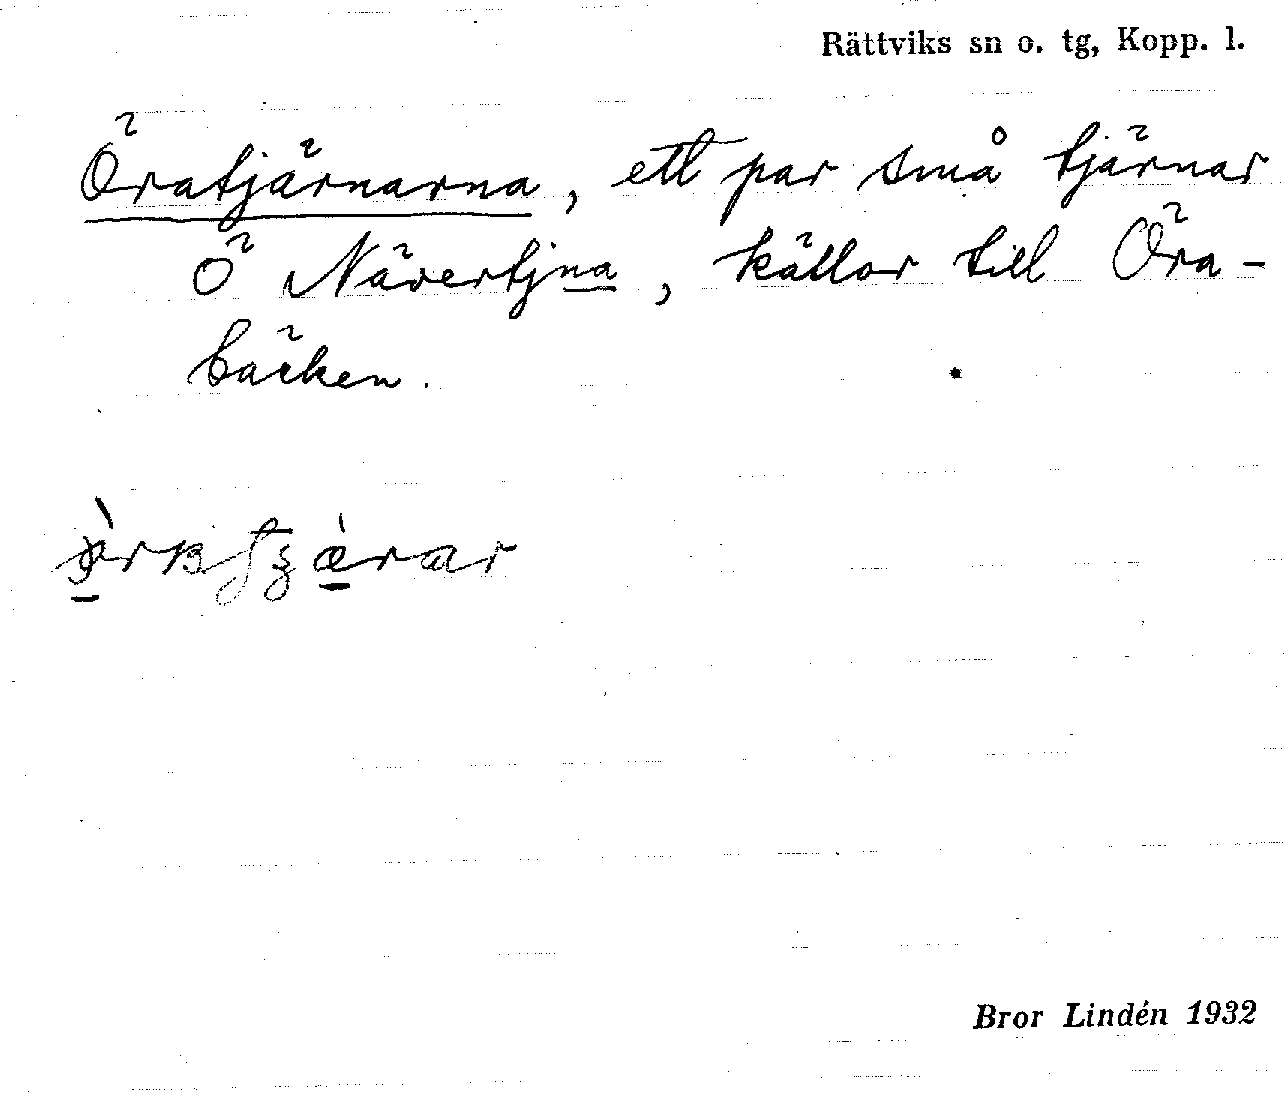 Rättviks sn o. tg, Kopp. l.
Öratjärnarna, ett par små tjärnar
Ö Nävertjna, källor till Öra-
bäcken.
Bror Lindén 1932